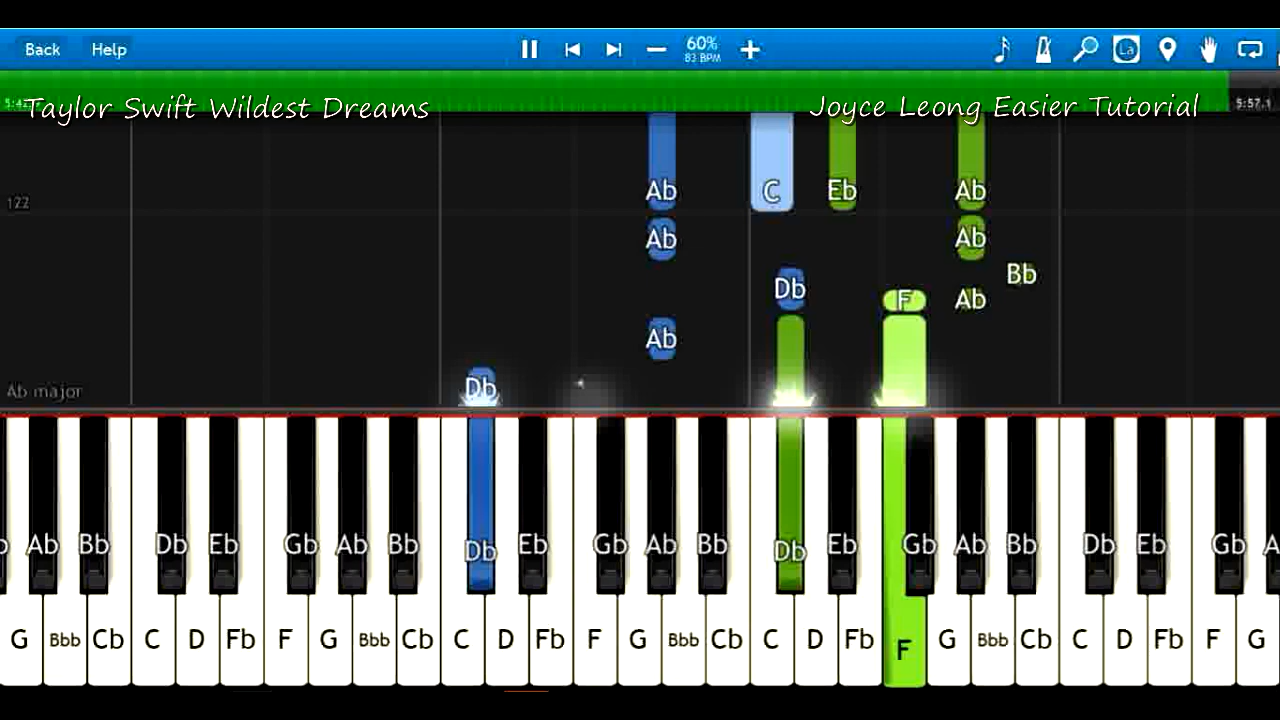 Back Help 60% La
83 BPM
5:57.1
Taylor Swift Wildest Dreams Joyce Leong Easier Tutorial
122 Ab C Eb Ab
Ab Ab
Bb
Db F Ab
Ab
Ab major Db
Ab Bb Db Eb Gb Ab Bb Db Eb Gb Ab Bb Db Eb Gb Ab Bb Db Eb Gb
G Bbb Cb C D Fb F G Bbb Cb C D Fb F G Bbb Cb C D Fb F G Bbb Cb C D Fb F G